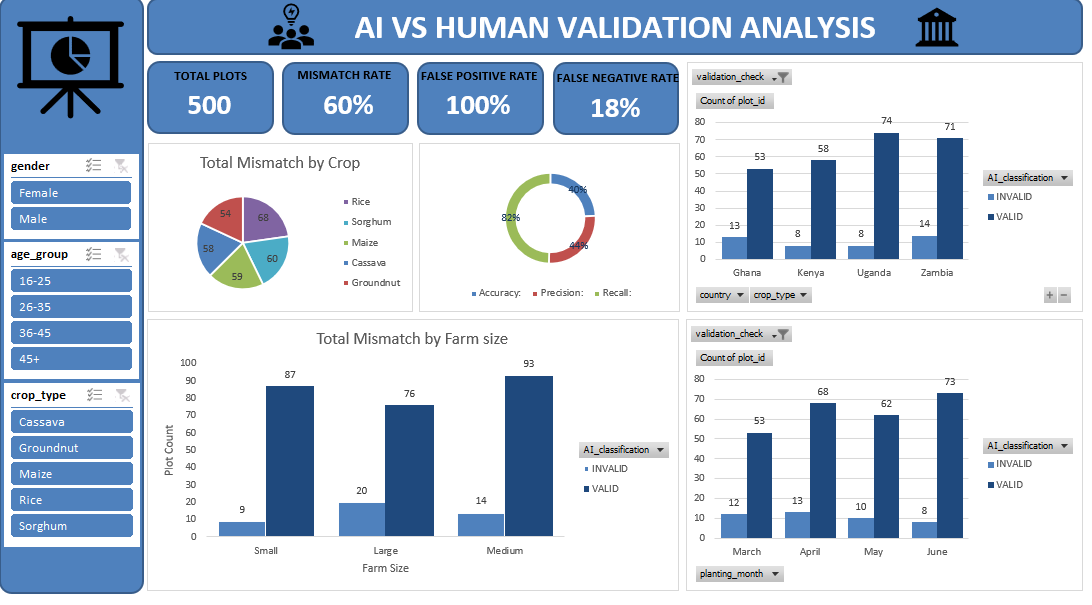 AI VS HUMAN VALIDATION ANALYSIS
gender
Female
Male
age_group
16-25
26-35
36-45
45+
crop_type
Cassava
Groundnut
Maize
Rice
Sorghum
TOTAL PLOTS
500
MISMATCH RATE
60%
FALSE POSITIVE RATE
100%
FALSE NEGATIVE RATE
18%
Total Mismatch by Crop
54
68
58
60
59
Rice
Sorghum
Maize
Cassava
Groundnut
40%
82%
44%
Accuracy: Precision: Recall:
validation_check
Count of plot_id
80
70
60
50
40
30
20
10
0
13
53
8
58
8
74
14
71
Ghana Kenya Uganda Zambia
AI_classification
INVALID
VALID
country crop_type
Total Mismatch by Farm size
Plot Count
100
90
80
70
60
50
40
30
20
10
0
9
87
20
76
14
93
Small Large Medium
Farm Size
AI_classification
INVALID
VALID
validation_check
Count of plot_id
80
70
60
50
40
30
20
10
0
12
53
13
68
10
62
8
73
March April May June
AI_classification
INVALID
VALID
planting_month